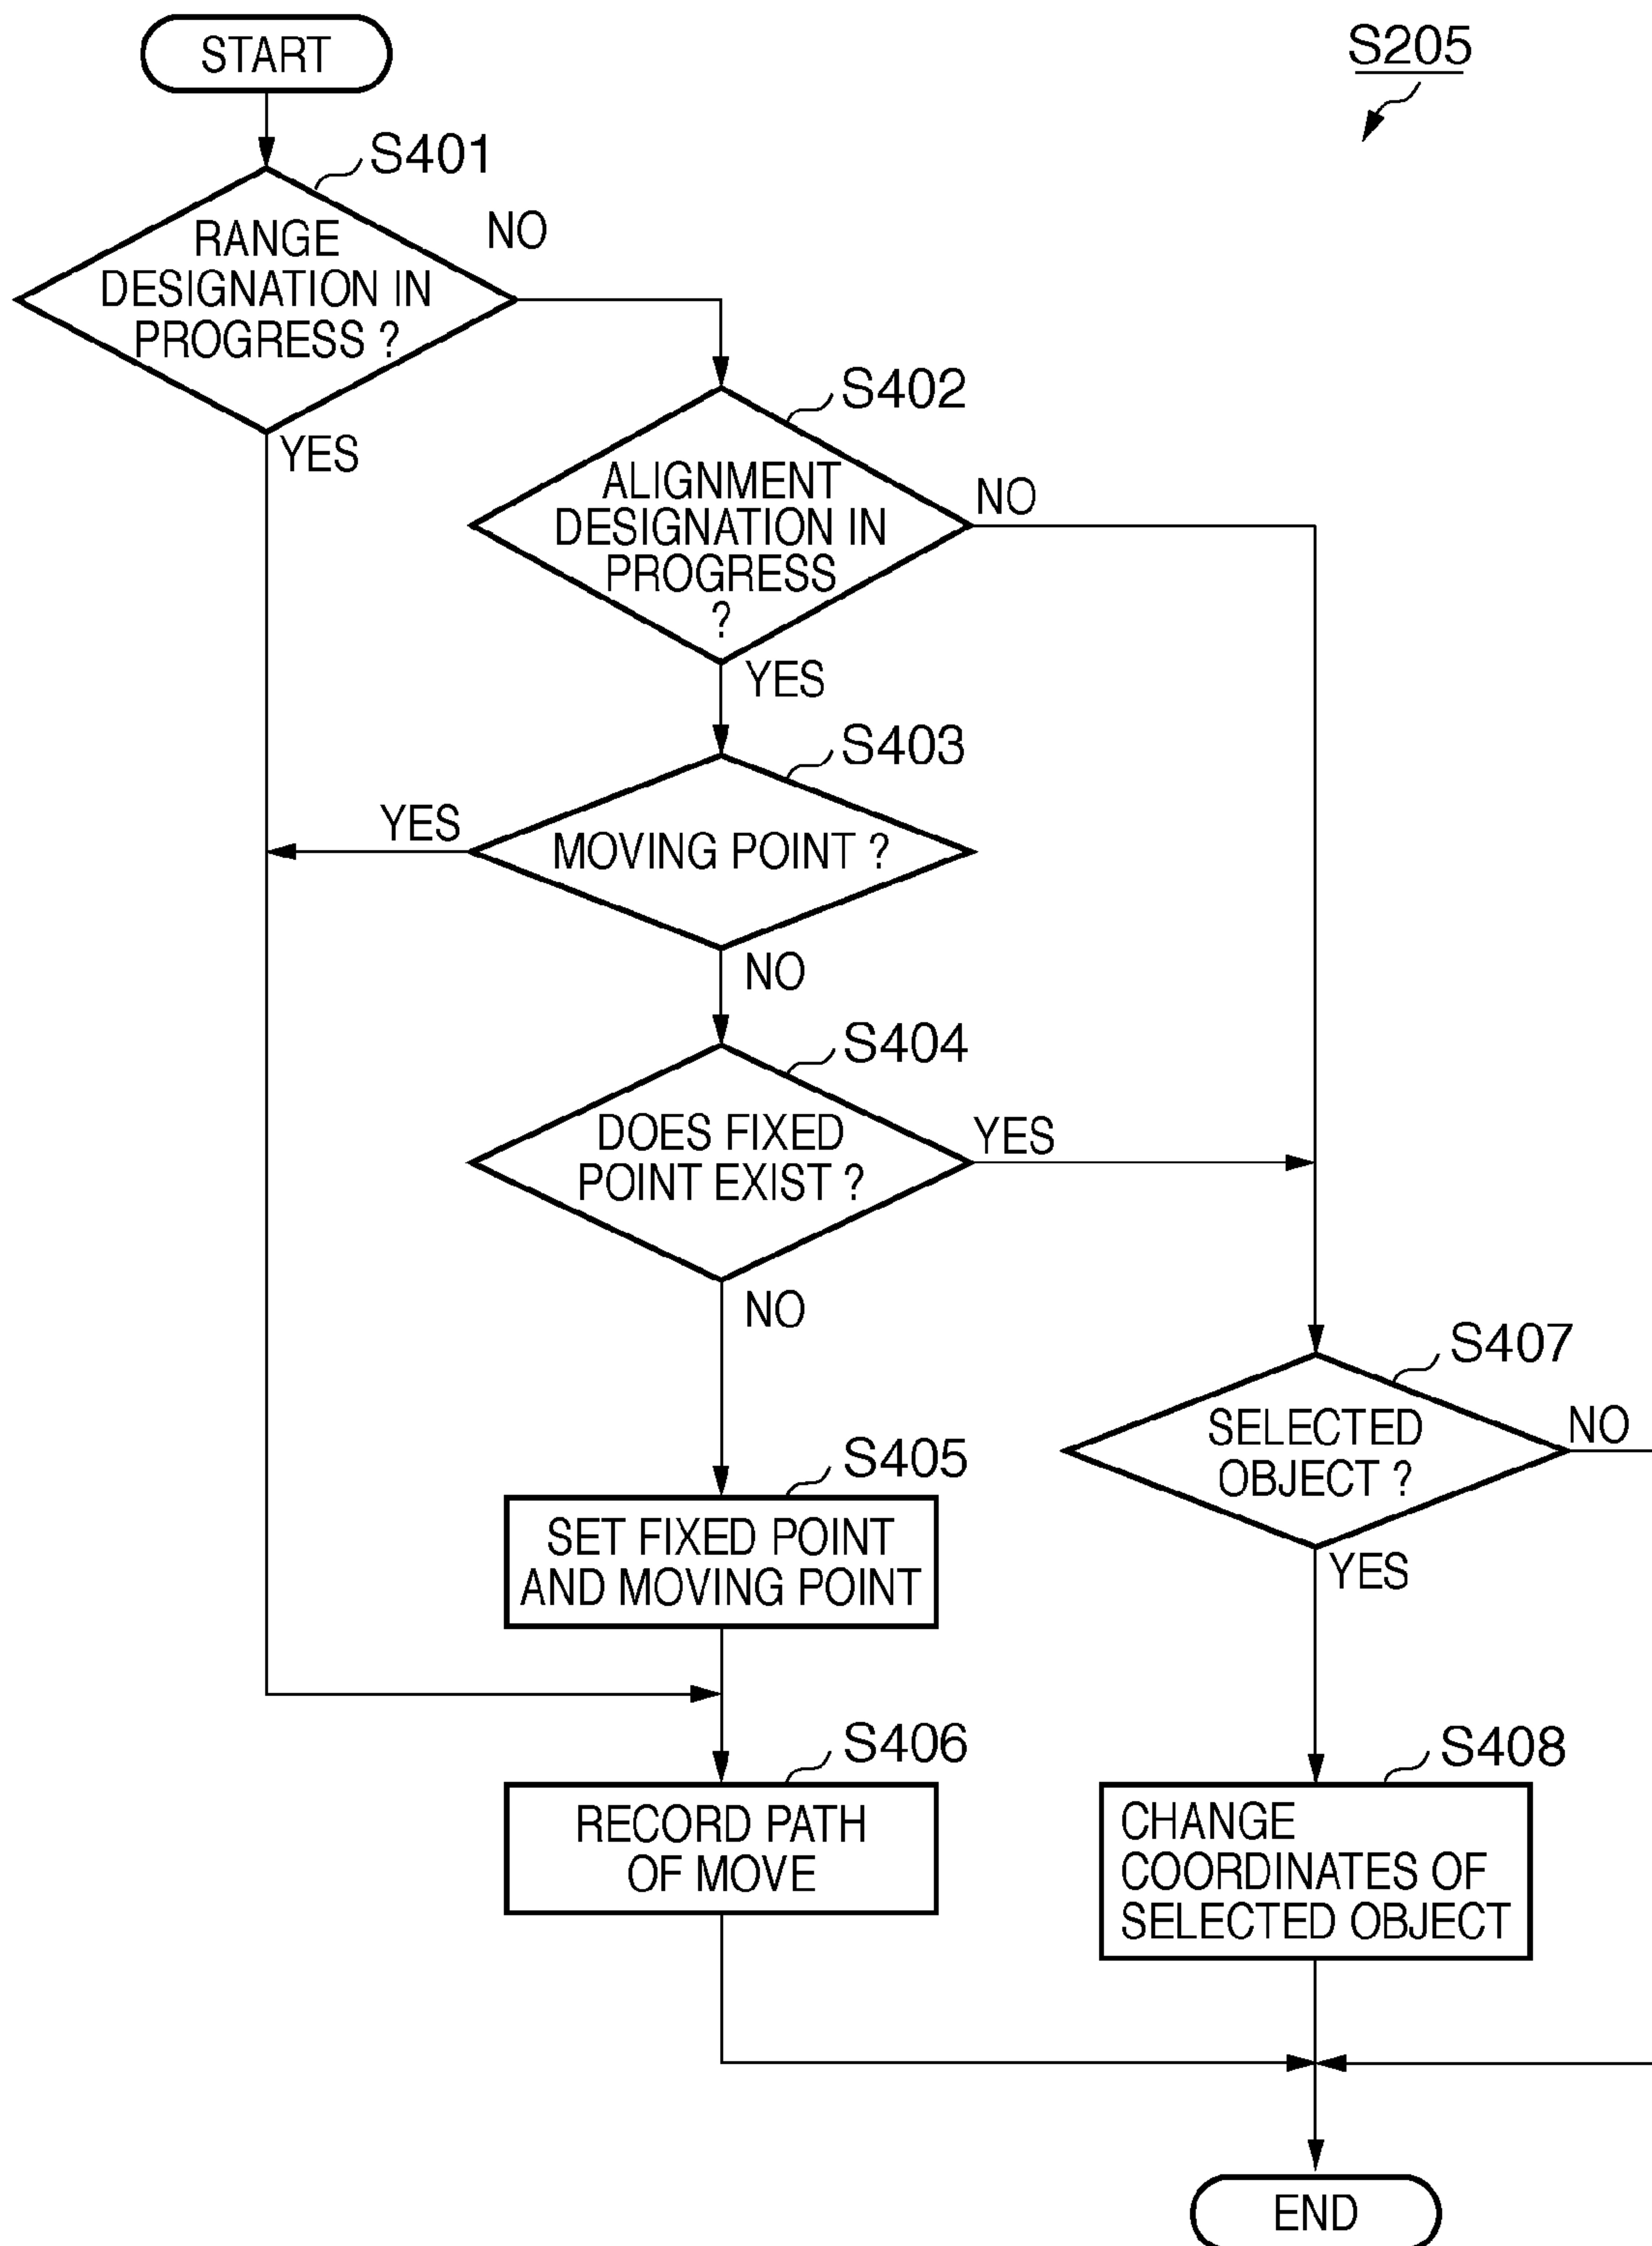 START
S205
S401
RANGE
DESIGNATION IN
PROGRESS ?
NO
YES
S402
ALIGNMENT
DESIGNATION IN
PROGRESS
?
NO
YES
S403
MOVING POINT ?
YES
NO
S404
DOES FIXED
POINT EXIST ?
YES
NO
S407
SELECTED
OBJECT ?
NO
YES
S405
SET FIXED POINT
AND MOVING POINT
S406
RECORD PATH
OF MOVE
S408
CHANGE
COORDINATES OF
SELECTED OBJECT
END